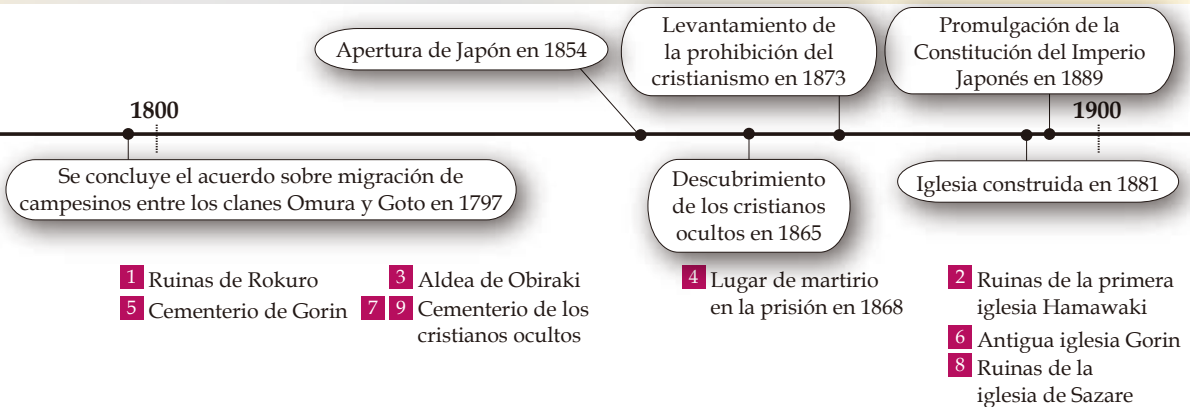 Apertura de Japón en 1854
Levantamiento de
la prohibición del
cristianismo en 1873
Promulgación de la
Constitución del Imperio
Japonés en 1889
1800
1900
Se concluye el acuerdo sobre migración de
campesinos entre los clanes Omura y Goto en 1797
Descubrimiento
de los cristianos
ocultos en 1865
Iglesia construida en 1881
1 Ruinas de Rokuro
5 Cementerio de Gorin
3 Aldea de Obiraki
7 9 Cementerio de los
cristianos ocultos
4 Lugar de martirio
en la prisión en 1868
2 Ruinas de la primera
iglesia Hamawaki
6 Antigua iglesia Gorin
8 Ruinas de la
iglesia de Sazare